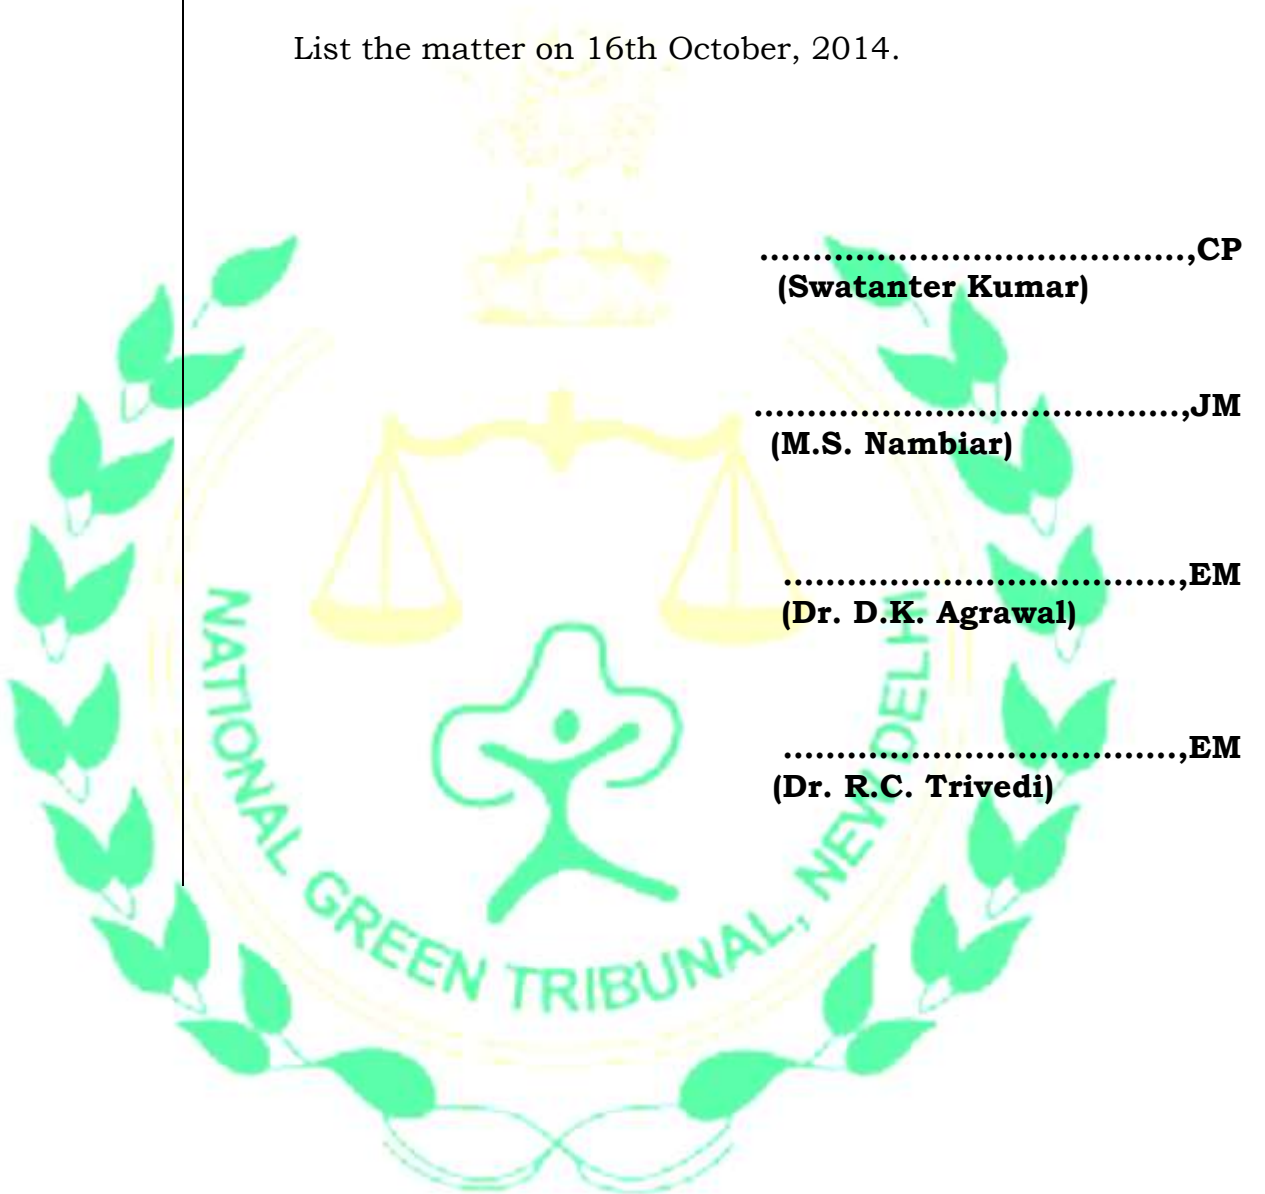 List the matter on 16th October, 2014.
..........................................,CP
(Swatanter Kumar)
..........................................,JM
(M.S. Nambiar)
.......................................,EM
(Dr. D.K. Agrawal)
.......................................,EM
(Dr. R.C. Trivedi)
NATIONAL GREEN TRIBUNAL, NEW DELHI